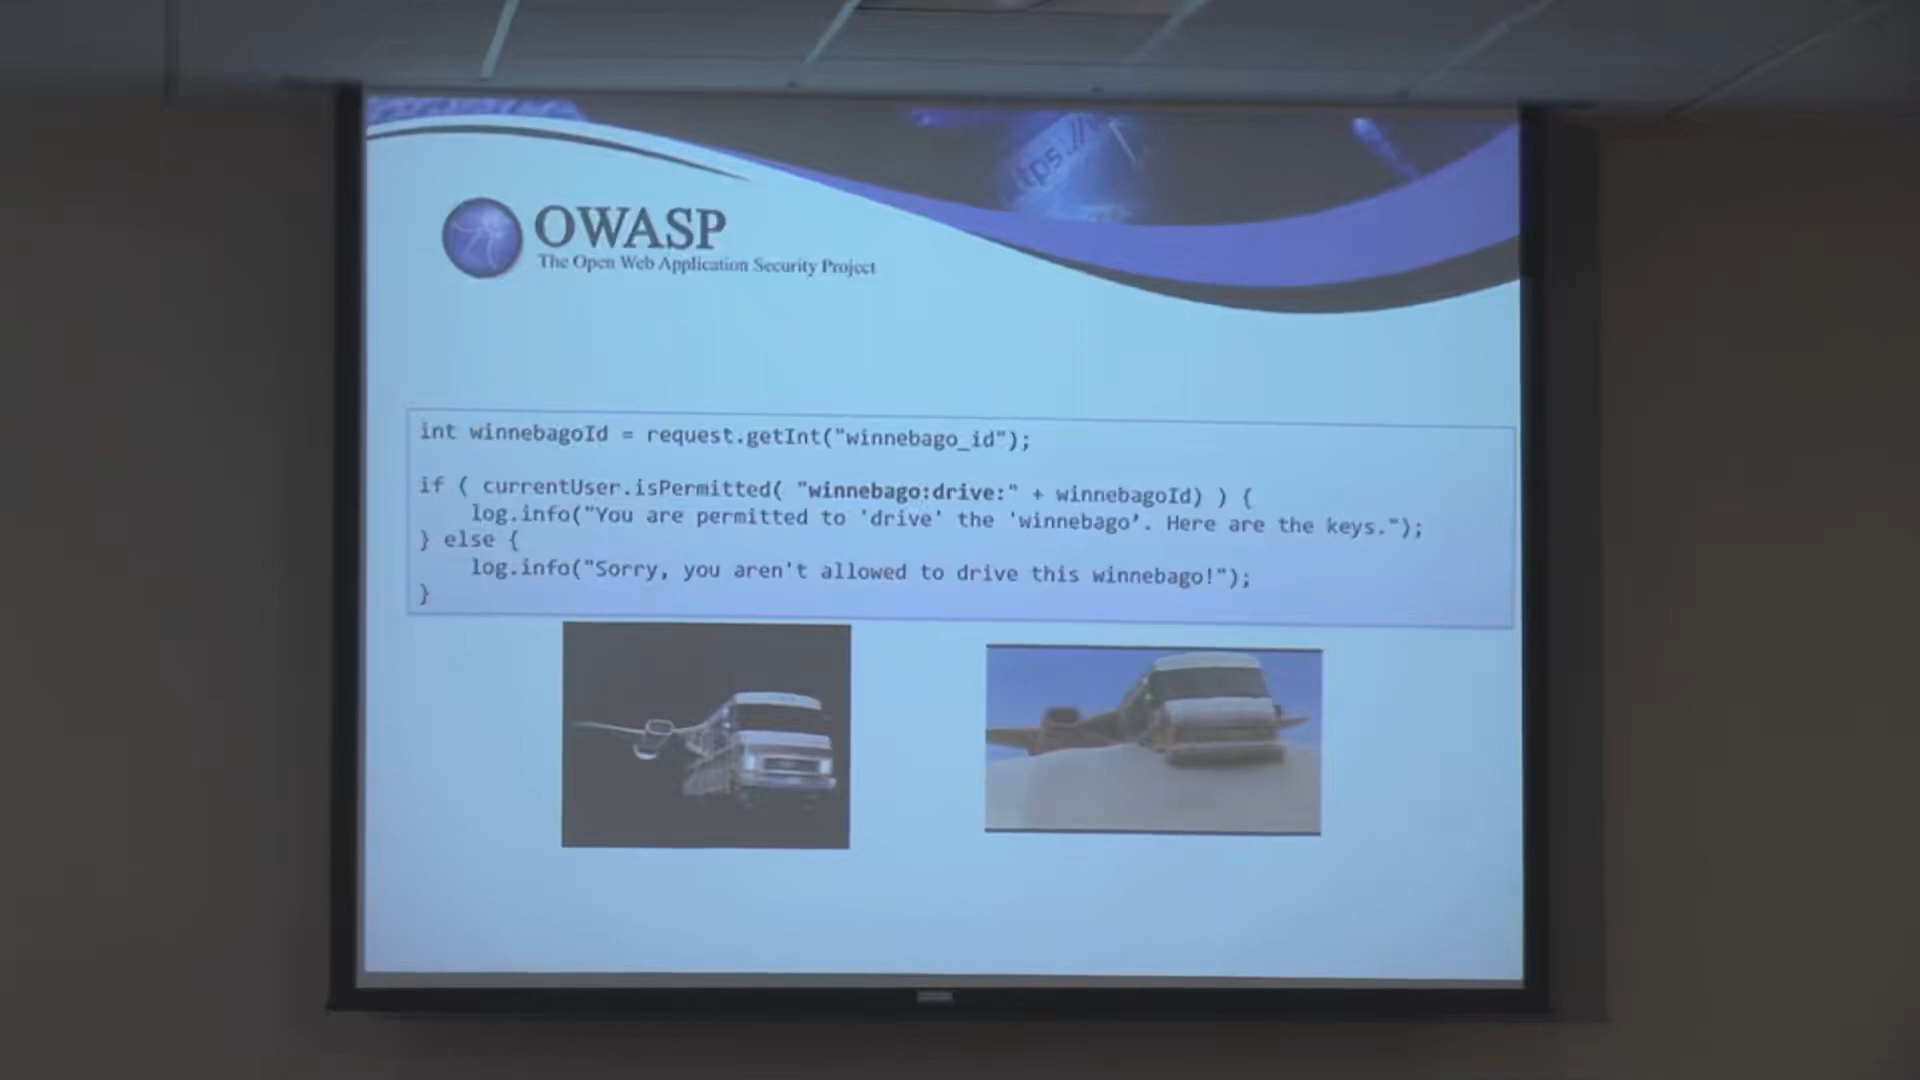 tps://
OWASP
The Open Web Application Security Project
int winnebagoId = request.getInt("winnebago_id");
if ( currentUser.isPermitted( "winnebago:drive:" + winnebagoId) ) {
log.info("You are permitted to 'drive' the 'winnebago’. Here are the keys.");
} else {
log.info("Sorry, you aren't allowed to drive this winnebago!");
}